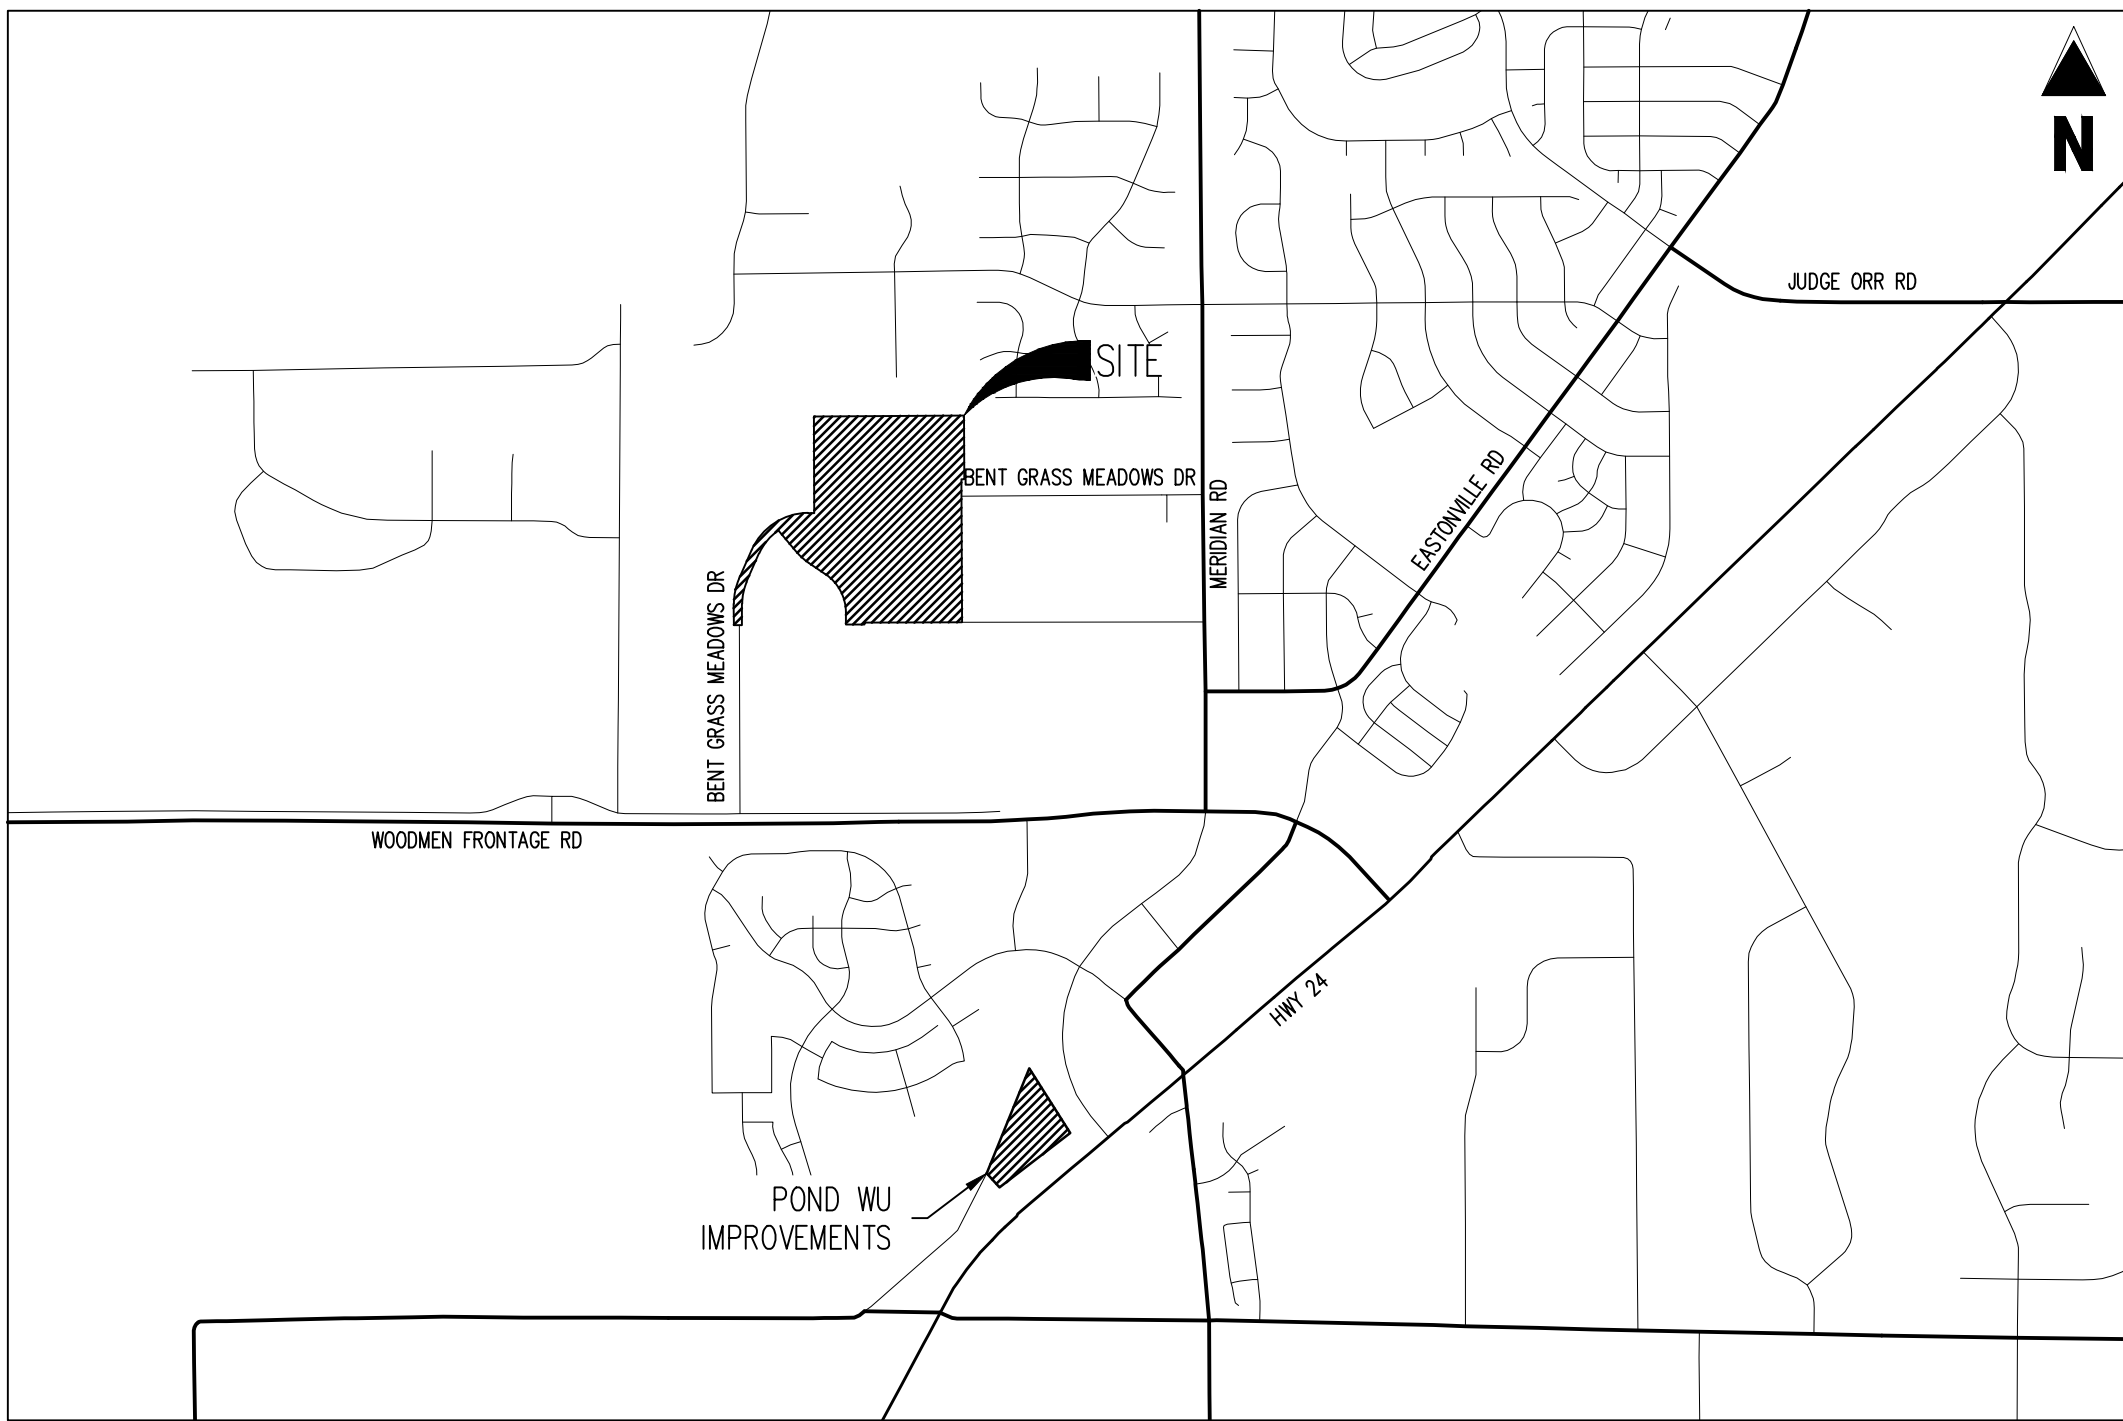 N
JUDGE ORR RD
SITE
BENT GRASS MEADOWS DR
MERIDIAN RD
EASTONVILLE RD
BENT GRASS MEADOWS DR
WOODMEN FRONTAGE RD
HWY 24
POND WU
IMPROVEMENTS